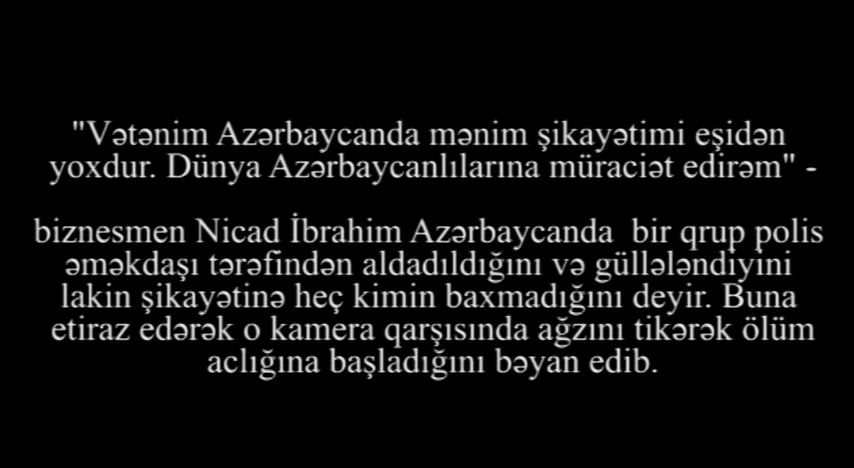 "Vətənim Azərbaycanda mənim şikayətimi eşidən
yoxdur. Dünya Azərbaycanlılarına müraciət edirəm" -
biznesmen Nicad İbrahim Azərbaycanda bir qrup polis
əməkdaşı tərəfindən aldadıldığını və güllələndiyini
lakin şikayətinə heç kimin baxmadığını deyir. Buna
etiraz edərək o kamera qarşısında ağzını tikərək ölüm
aclığına başladığını bəyan edib.